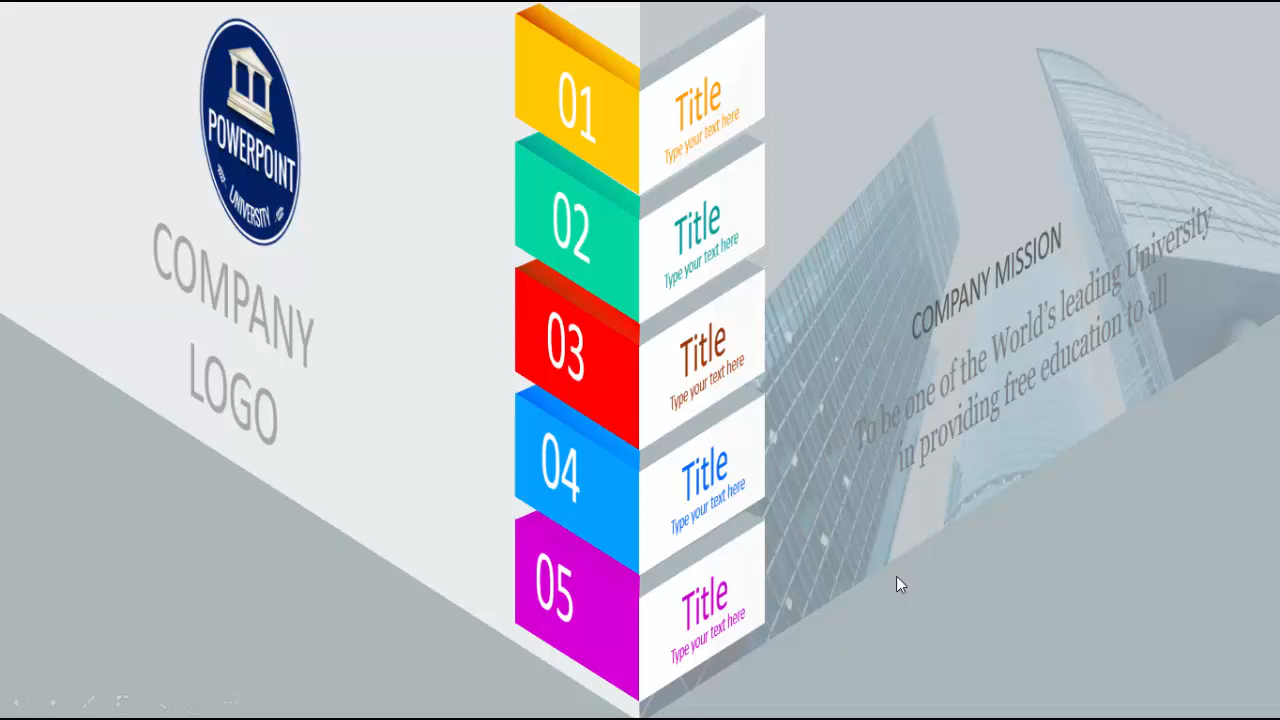 POWERPOINT
UNIVERSITY
COMPANY
LOGO
01
Title
Type your text here
02
Title
Type your text here
03
Title
Type your text here
04
Title
Type your text here
05
Title
Type your text here
COMPANY MISSION
To be one of the World's leading University
in providing free education to all